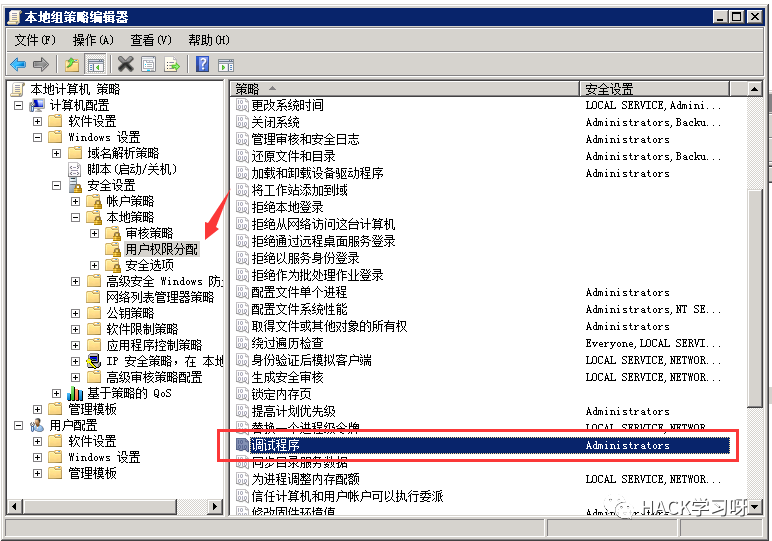 本地组策略编辑器
文件(F) 操作(A) 查看(V) 帮助(H)
本地计算机 策略
计算机配置
软件设置
Windows 设置
域名解析策略
脚本(启动/关机)
安全设置
帐户策略
本地策略
审核策略
用户权限分配
安全选项
高级安全 Windows 防
网络列表管理器策略
公钥策略
软件限制策略
应用程序控制策略
IP 安全策略，在 本地
高级审核策略配置
基于策略的 QoS
管理模板
用户配置
软件设置
Windows 设置
管理模板
策略 安全设置
更改系统时间 LOCAL SERVICE,Admini...
关闭系统 Administrators,Backu...
管理审核和安全日志 Administrators
还原文件和目录 Administrators,Backu...
加载和卸载设备驱动程序 Administrators
将工作站添加到域
拒绝本地登录
拒绝从网络访问这台计算机
拒绝通过远程桌面服务登录
拒绝以服务身份登录
拒绝作为批处理作业登录
配置文件单个进程 Administrators
配置文件系统性能 Administrators,NT SE...
取得文件或其他对象的所有权 Administrators
绕过遍历检查 Everyone,LOCAL SERVI...
身份验证后模拟客户端 LOCAL SERVICE,NETWOR...
生成安全审核 LOCAL SERVICE,NETWOR...
锁定内存页
提高计划优先级 Administrators
替换一个进程级令牌 LOCAL SERVICE,NETWOR...
调试程序 Administrators
同步目录服务数据
为进程调整内存配额 LOCAL SERVICE,NETWOR...
信任计算机和用户帐户可以执行委派
修改固件环境值 Administrators
HACK学习呀